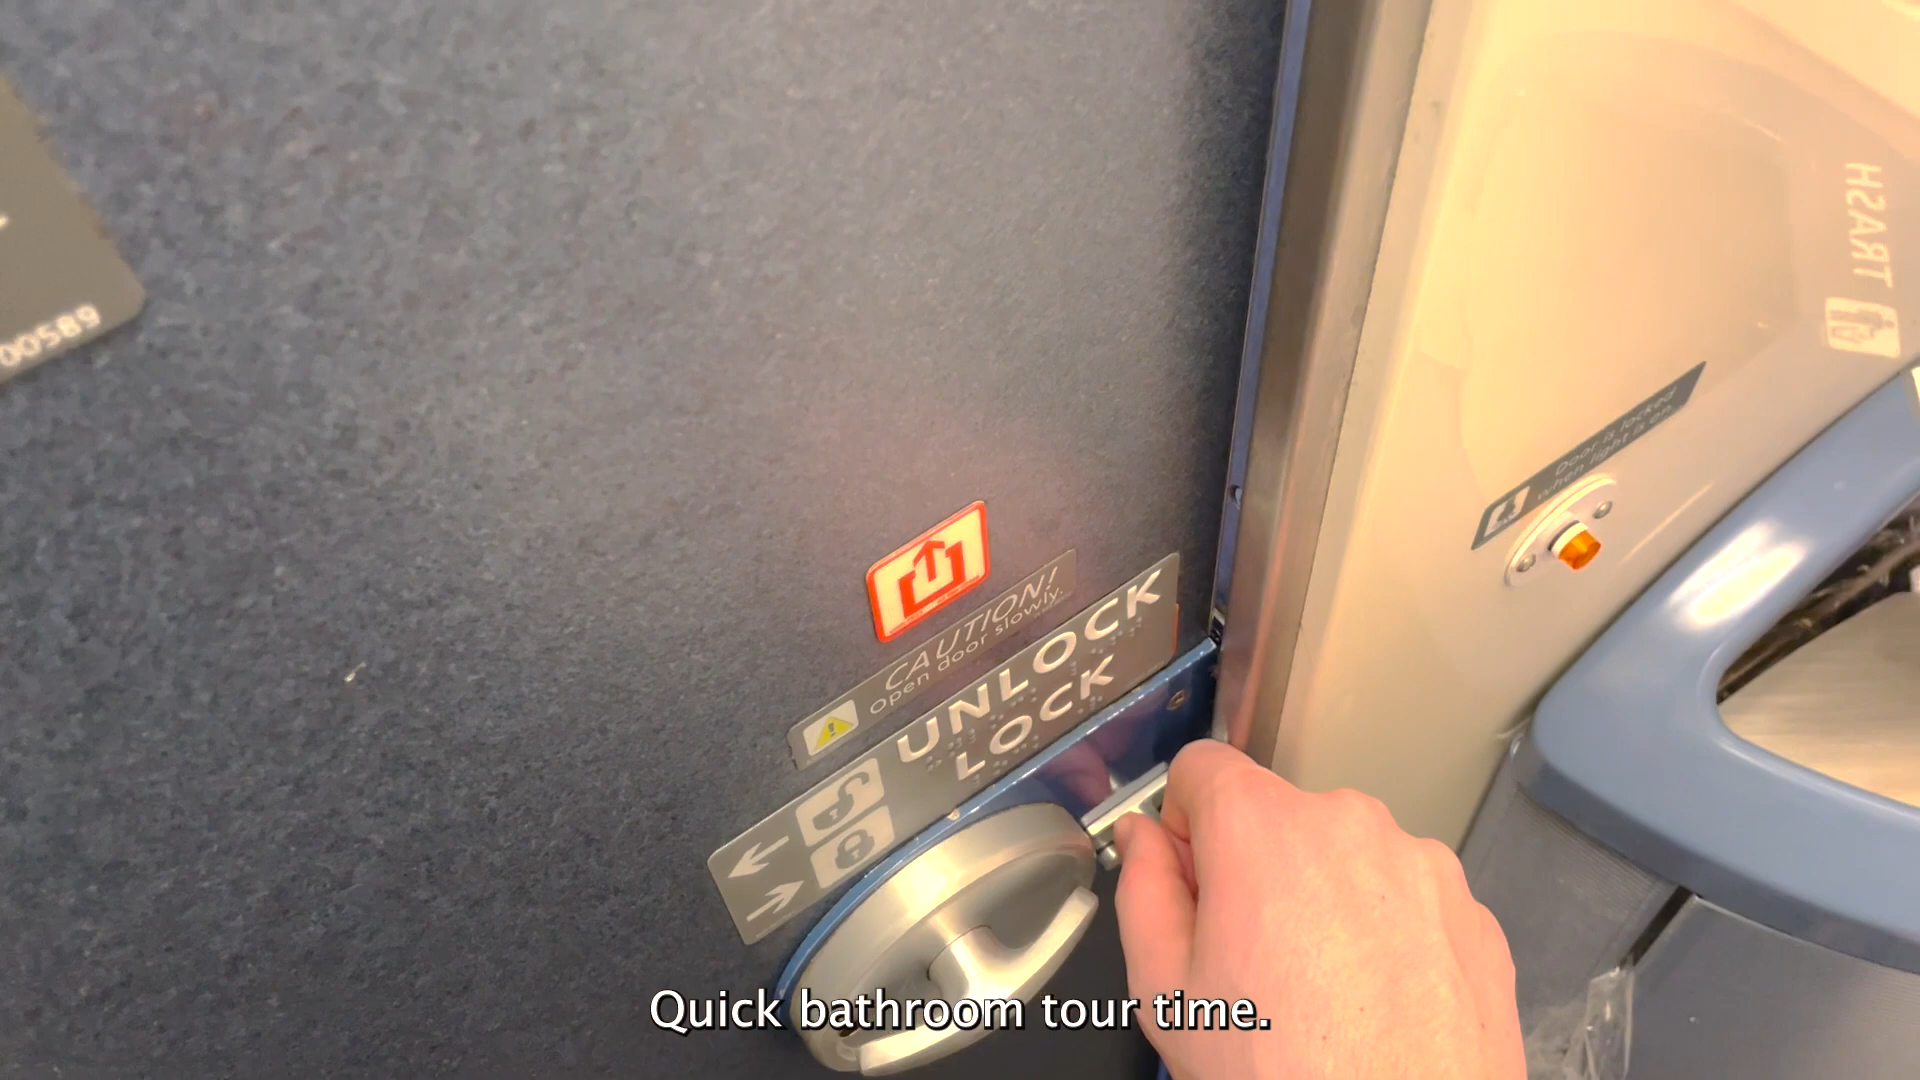 00589
CAUTION!
open door slowly.
UNLOCK
LOCK
Door is locked
when light is on.
TRASH
Quick bathroom tour time.